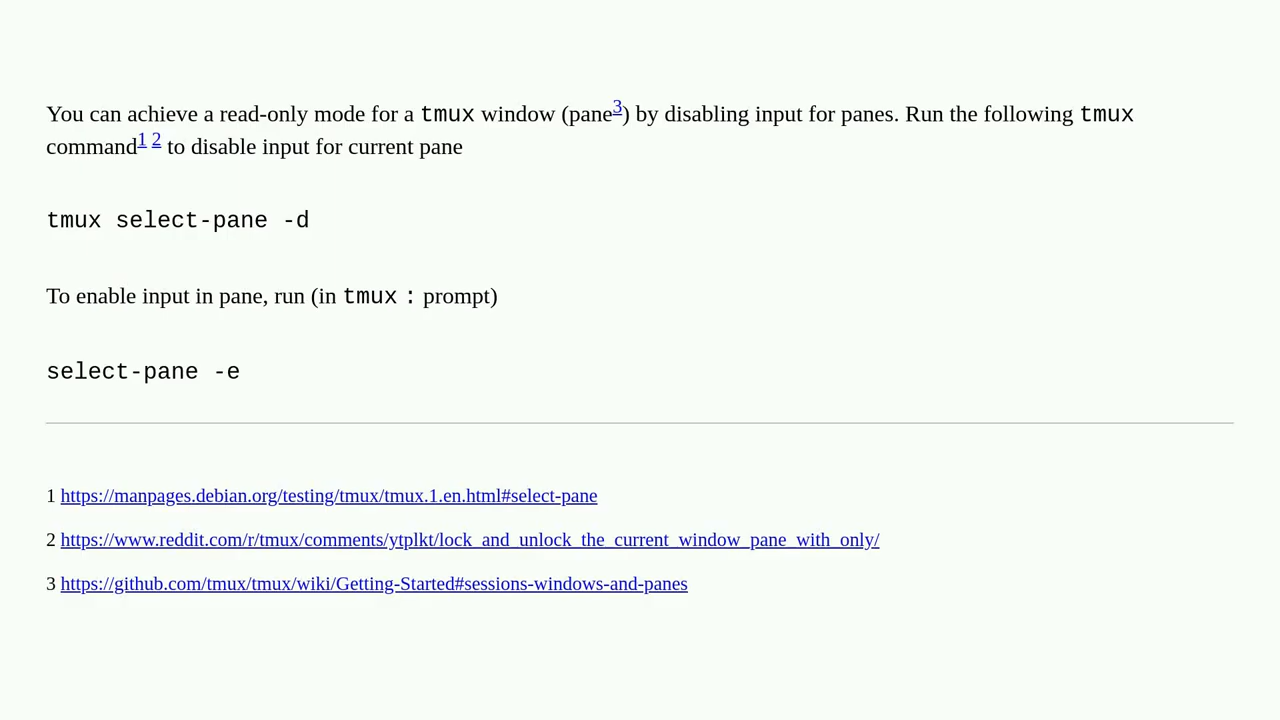 You can achieve a read-only mode for a tmux window (pane3) by disabling input for panes. Run the following tmux
command1 2 to disable input for current pane
tmux select-pane -d
To enable input in pane, run (in tmux : prompt)
select-pane -e
1 https://manpages.debian.org/testing/tmux/tmux.1.en.html#select-pane
2 https://www.reddit.com/r/tmux/comments/ytplkt/lock_and_unlock_the_current_window_pane_with_only/
3 https://github.com/tmux/tmux/wiki/Getting-Started#sessions-windows-and-panes